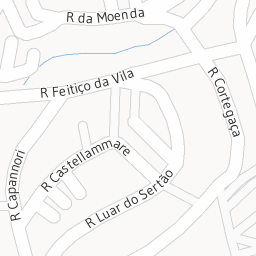 R da Moenda
R Feitiço da Vila
R Cortegaça
R Capannori
R Castellammare
R Luar do Sertão